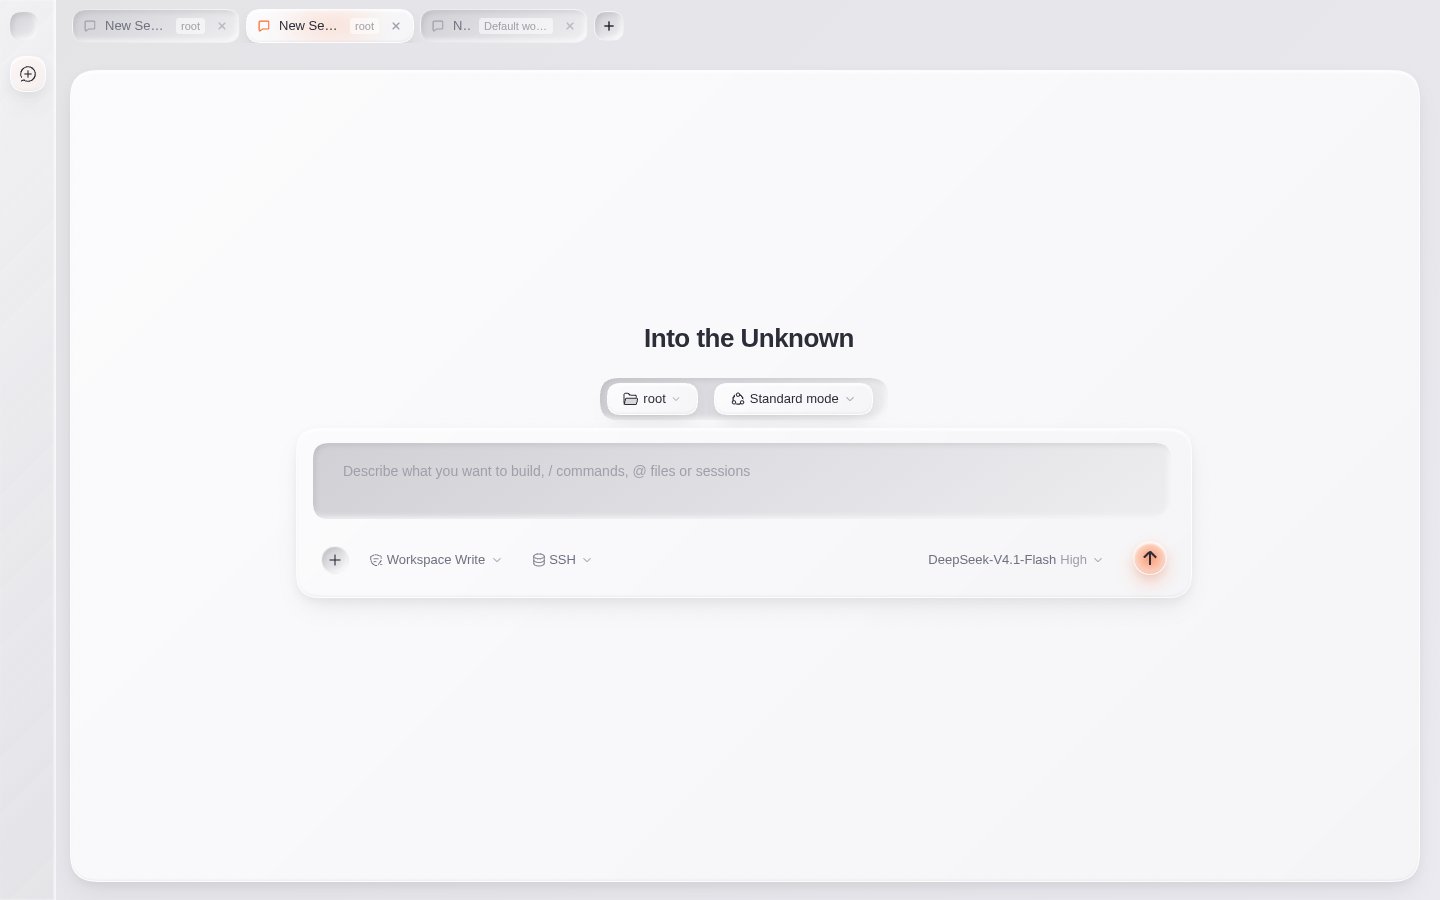 New Se… root
New Se… root
N.. Default wo…
Into the Unknown
root Standard mode
Describe what you want to build, / commands, @ files or sessions
Workspace Write SSH DeepSeek-V4.1-Flash High